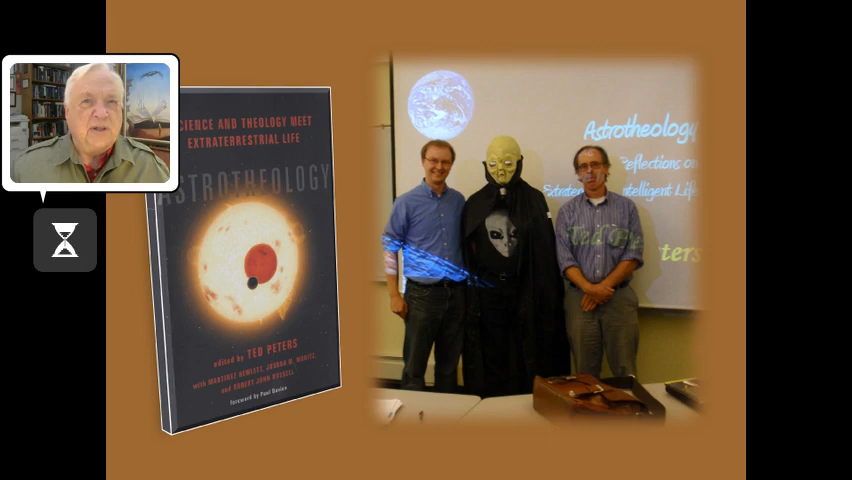 SCIENCE AND THEOLOGY MEET
EXTRATERRESTRIAL LIFE
ASTROTHEOLOGY
edited by TED PETERS
with MARTINEZ HEWLETT, JOSHUA M. MORITZ,
and ROBERT JOHN RUSSELL
foreword by Paul Davies
Astrotheology
Reflections on
Intelligent Life
Ted Peters